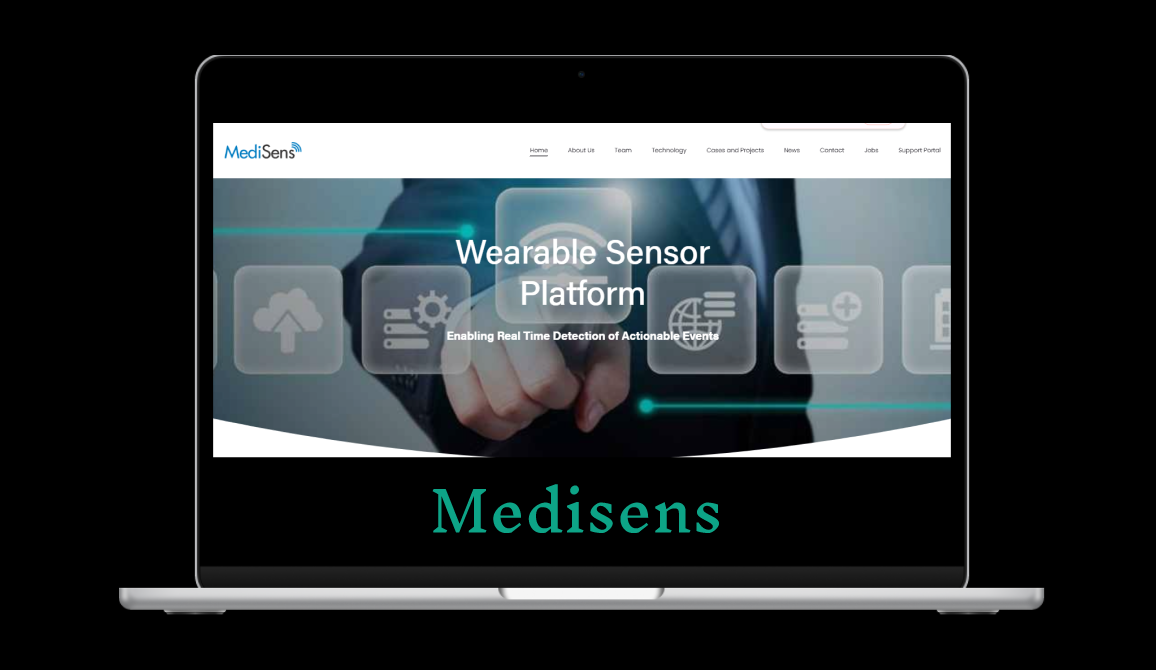 MediSens
Home About Us Team Technology Cases and Projects News Contact Jobs Support Portal
Wearable Sensor
Platform
Enabling Real Time Detection of Actionable Events
Medisens